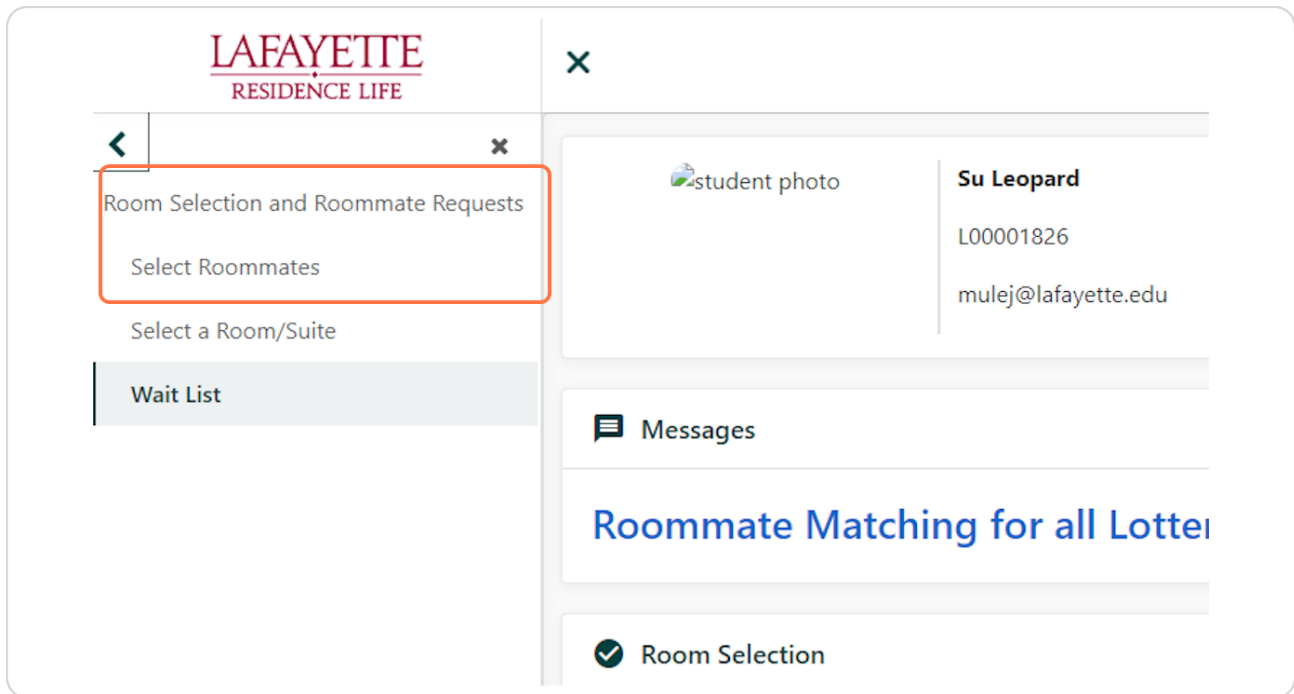 LAFAYETTE
RESIDENCE LIFE
Room Selection and Roommate Requests
Select Roommates
Select a Room/Suite
Wait List
student photo
Su Leopard
L00001826
mulej@lafayette.edu
Messages
Roommate Matching for all Lotter
Room Selection